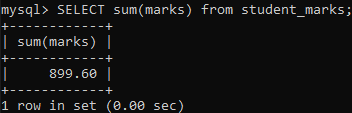 mysql> SELECT sum(marks) from student_marks;
+------------+
| sum(marks) |
+------------+
|     899.60 |
+------------+
1 row in set (0.00 sec)